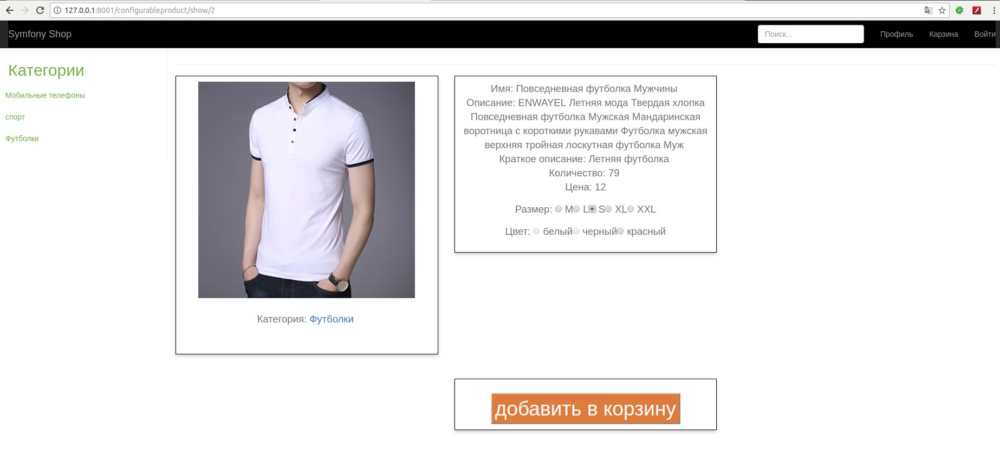 127.0.0.1:8001/configurableproduct/show/2
Symfony Shop
Поиск...
Профиль
Карзина
Войти
Категории
Мобильные телефоны
спорт
Футболки
Категория: Футболки
Имя: Повседневная футболка Мужчины
Описание: ENWAYEL Летняя мода Твердая хлопка
Повседневная футболка Мужская Мандаринская
воротница с короткими рукавами Футболка мужская
верхняя тройная лоскутная футболка Муж
Краткое описание: Летняя футболка
Количество: 79
Цена: 12
Размер: M L S XL XXL
Цвет: белый черный красный
добавить в корзину